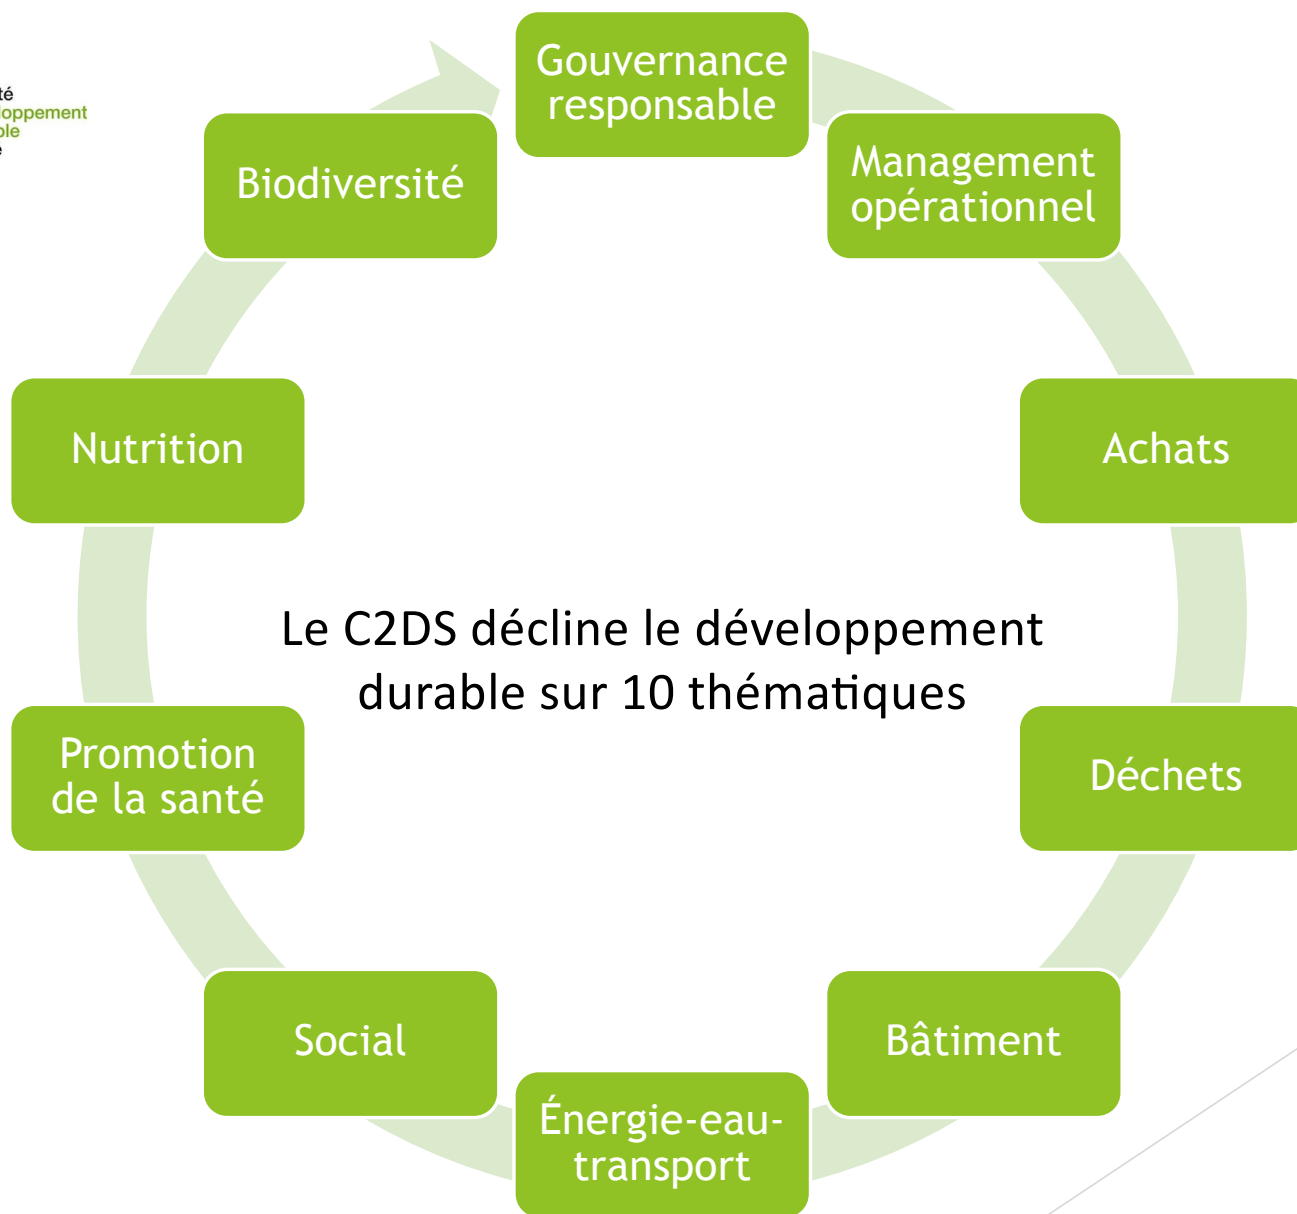 loppement
Gouvernance
responsable
Management
opérationnel
Achats
Déchets
Bâtiment
Énergie-eau-
transport
Social
Promotion
de la santé
Nutrition
Biodiversité
Le C2DS décline le développement
durable sur 10 thématiques